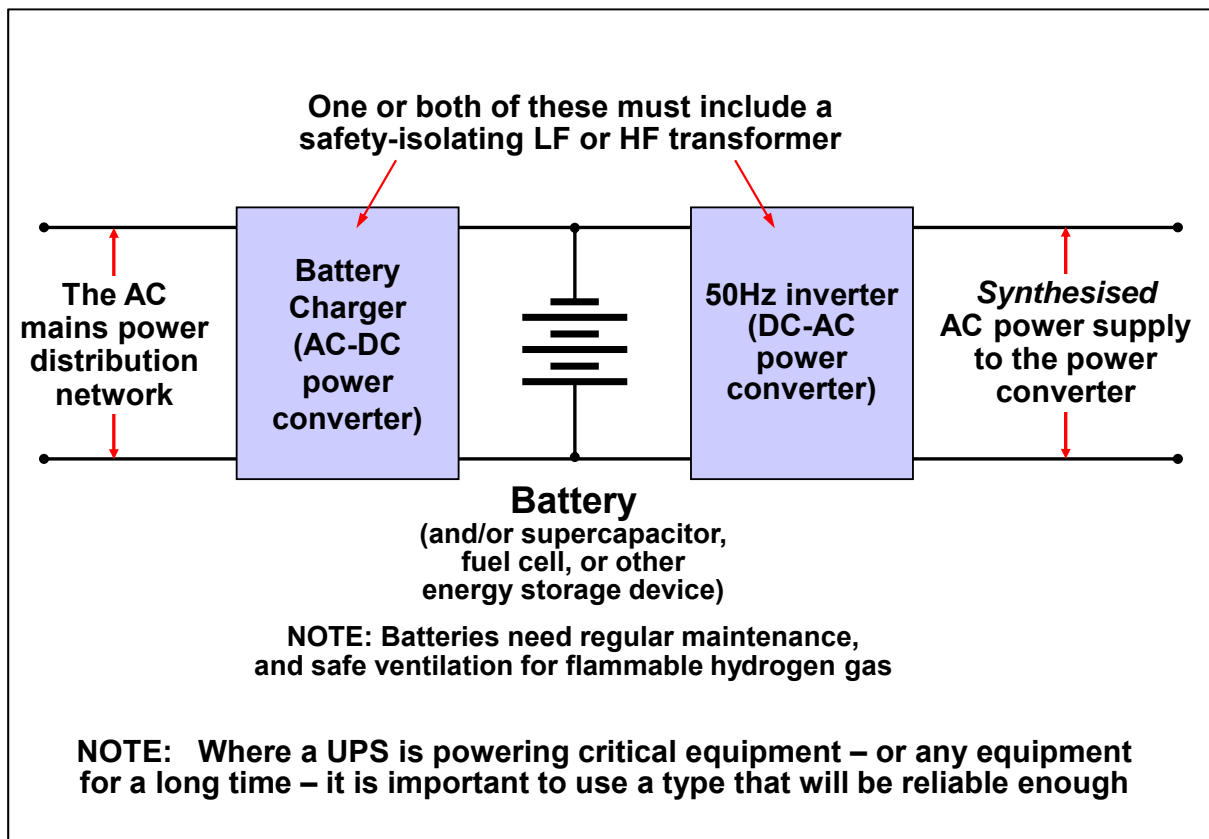 One or both of these must include a
safety-isolating LF or HF transformer
The AC
mains power
distribution
network
Battery
Charger
(AC-DC
power
converter)
50Hz inverter
(DC-AC
power
converter)
Synthesised
AC power supply
to the power
converter
Battery
(and/or supercapacitor,
fuel cell, or other
energy storage device)
NOTE: Batteries need regular maintenance,
and safe ventilation for flammable hydrogen gas
NOTE: Where a UPS is powering critical equipment – or any equipment
for a long time – it is important to use a type that will be reliable enough